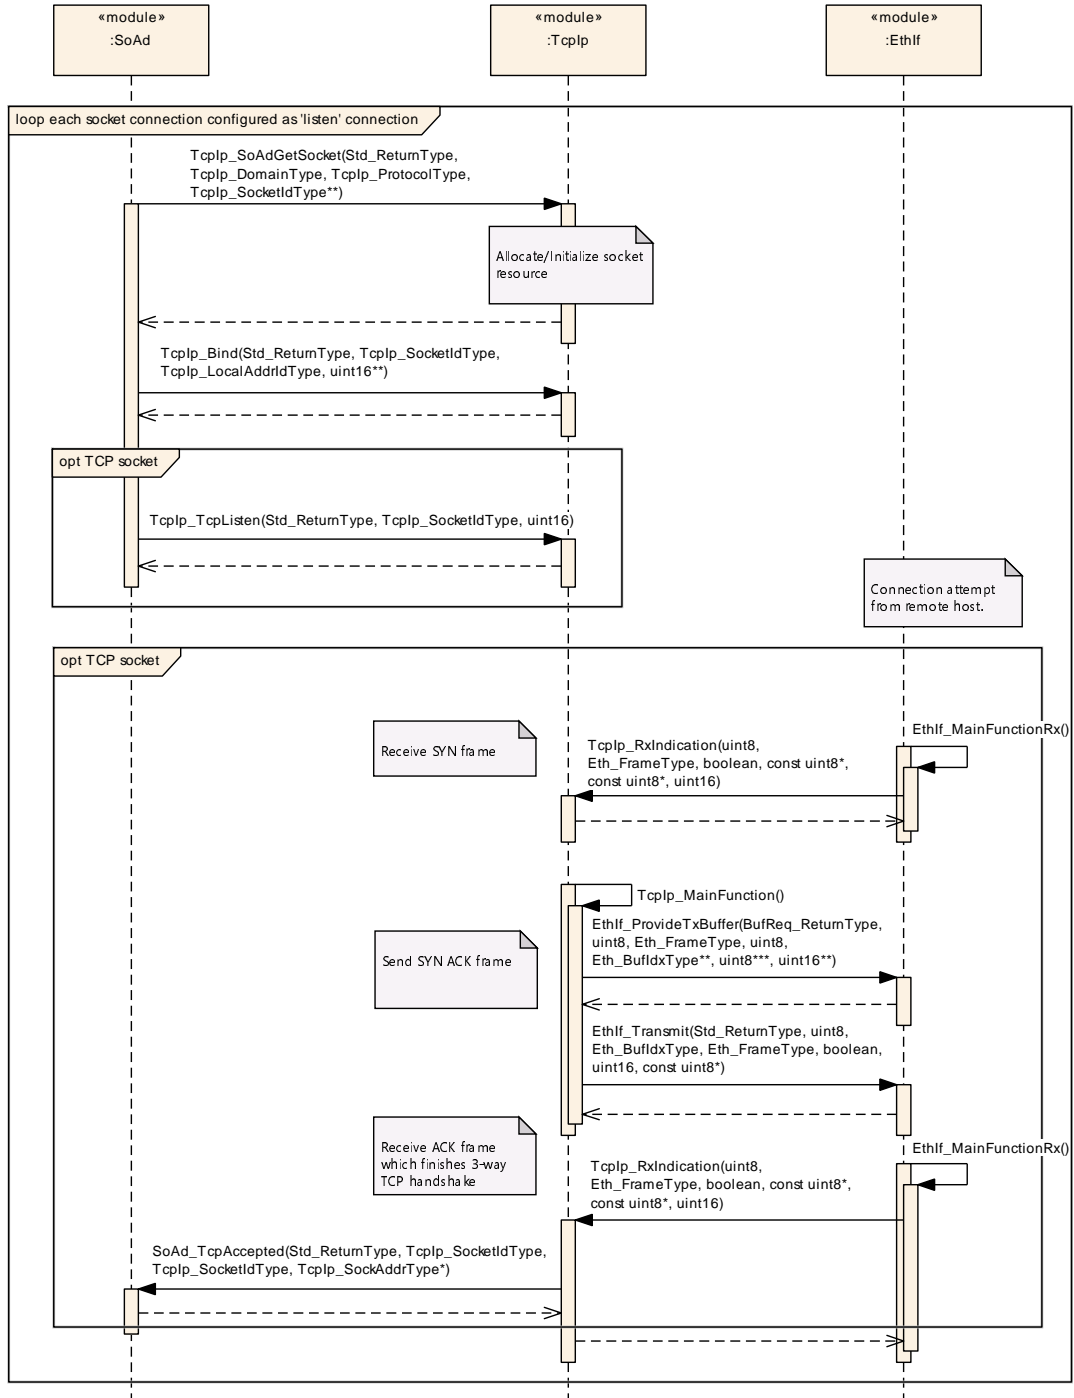 «module»
:SoAd
«module»
:TcpIp
«module»
:EthIf
loop each socket connection configured as 'listen' connection
TcpIp_SoAdGetSocket(Std_ReturnType,
TcpIp_DomainType, TcpIp_ProtocolType,
TcpIp_SocketIdType**)
Allocate/Initialize socket
resource
TcpIp_Bind(Std_ReturnType, TcpIp_SocketIdType,
TcpIp_LocalAddrIdType, uint16**)
opt TCP socket
TcpIp_TcpListen(Std_ReturnType, TcpIp_SocketIdType, uint16)
Connection attempt
from remote host.
opt TCP socket
EthIf_MainFunctionRx()
Receive SYN frame
TcpIp_RxIndication(uint8,
Eth_FrameType, boolean, const uint8*,
const uint8*, uint16)
TcpIp_MainFunction()
EthIf_ProvideTxBuffer(BufReq_ReturnType,
uint8, Eth_FrameType, uint8,
Eth_BufIdxType**, uint8***, uint16**)
Send SYN ACK frame
EthIf_Transmit(Std_ReturnType, uint8,
Eth_BufIdxType, Eth_FrameType, boolean,
uint16, const uint8*)
Receive ACK frame
which finishes 3-way
TCP handshake
EthIf_MainFunctionRx()
TcpIp_RxIndication(uint8,
Eth_FrameType, boolean, const uint8*,
const uint8*, uint16)
SoAd_TcpAccepted(Std_ReturnType, TcpIp_SocketIdType,
TcpIp_SocketIdType, TcpIp_SockAddrType*)